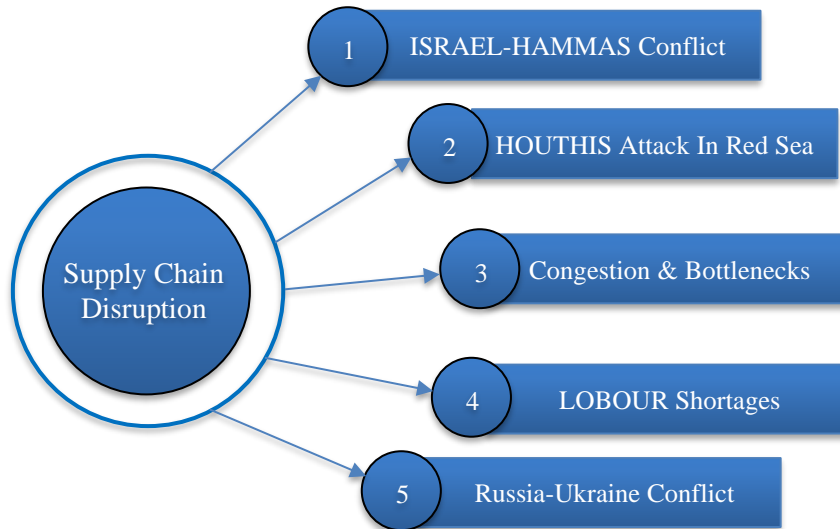 1
ISRAEL-HAMMAS Conflict
2
HOUTHIS Attack In Red Sea
Supply Chain
Disruption
3
Congestion & Bottlenecks
4
LOBOUR Shortages
5
Russia-Ukraine Conflict